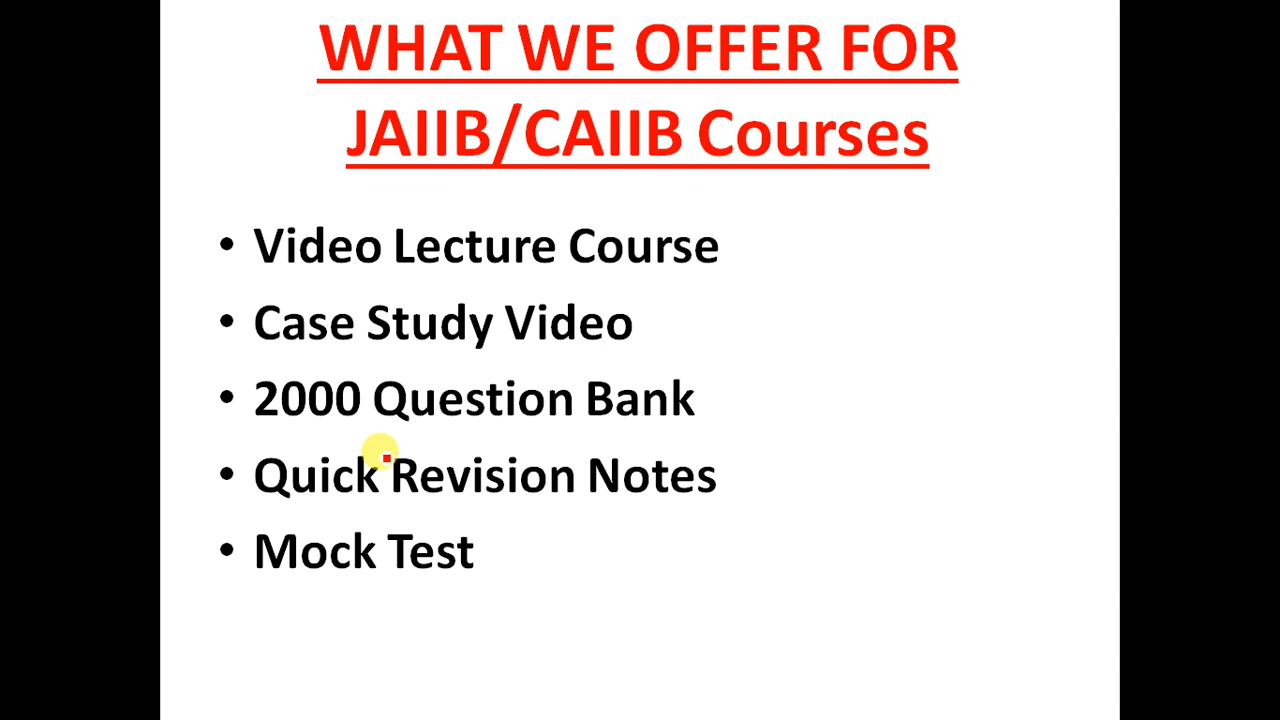 WHAT WE OFFER FOR
JAIIB/CAIIB Courses
• Video Lecture Course
• Case Study Video
• 2000 Question Bank
• Quick Revision Notes
• Mock Test